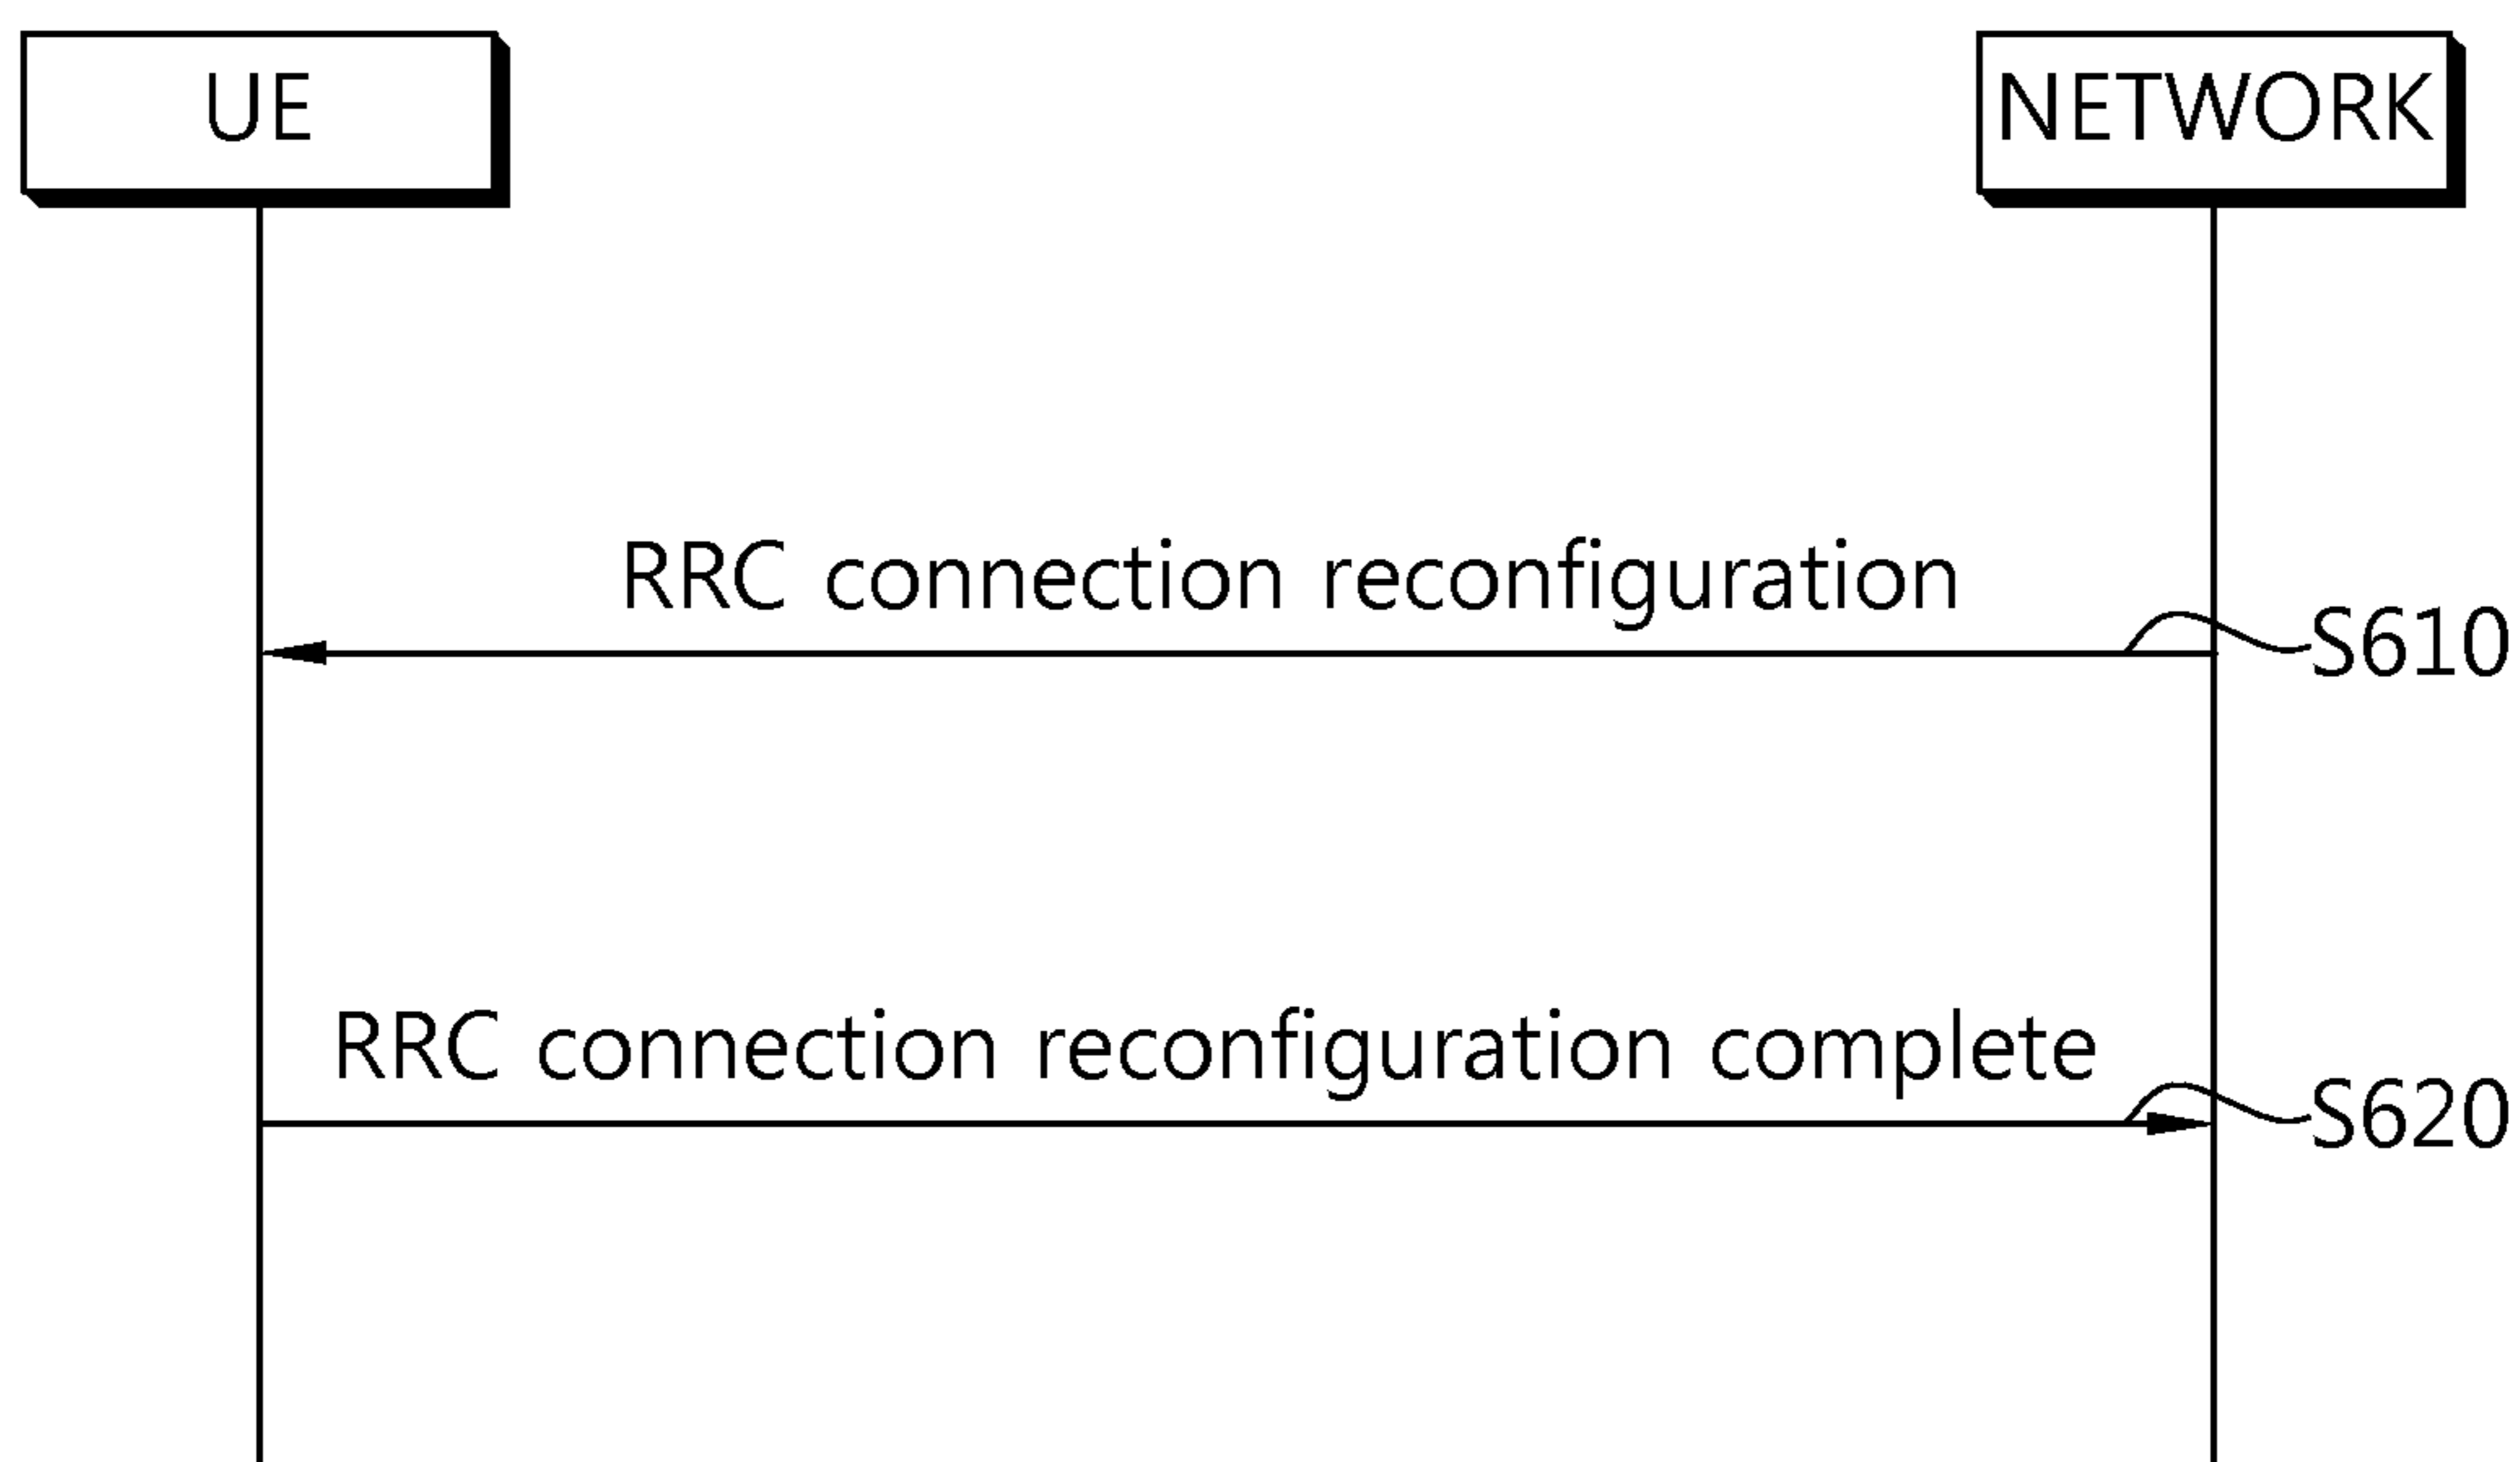 UE
NETWORK
RRC connection reconfiguration
S610
RRC connection reconfiguration complete
S620